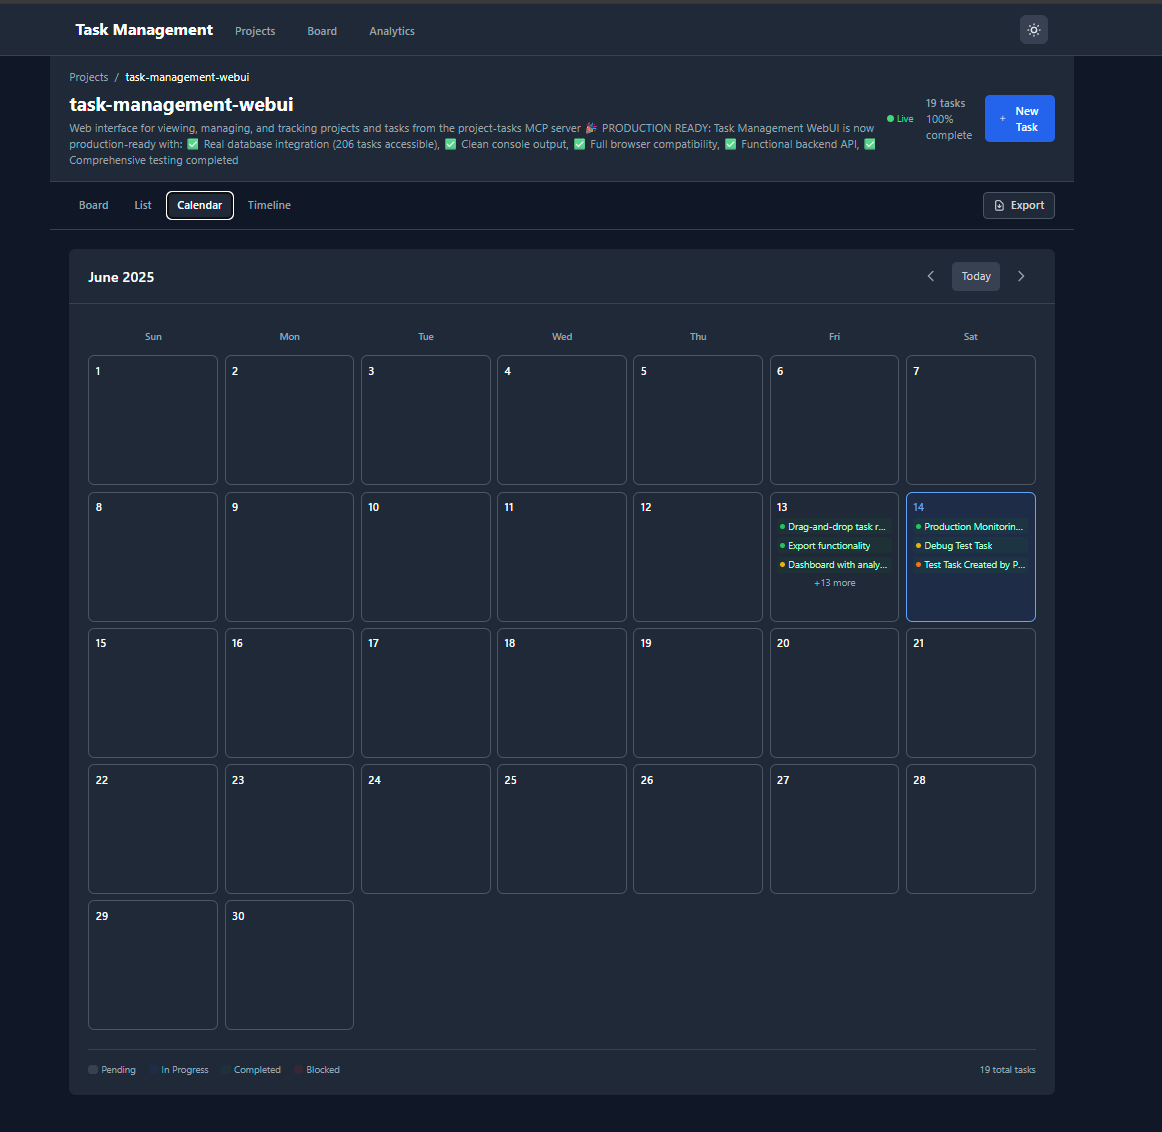 Task Management Projects Board Analytics
Projects / task-management-webui
task-management-webui
Web interface for viewing, managing, and tracking projects and tasks from the project-tasks MCP server 🎉 PRODUCTION READY: Task Management WebUI is now
production-ready with: ✅ Real database integration (206 tasks accessible), ✅ Clean console output, ✅ Full browser compatibility, ✅ Functional backend API, ✅
Comprehensive testing completed
Live
19 tasks
100%
complete
+ New
Task
Board List Calendar Timeline Export
June 2025 Today
Sun Mon Tue Wed Thu Fri Sat
1 2 3 4 5 6 7
8 9 10 11 12 13 14
Drag-and-drop task r...
Export functionality
Dashboard with analy...
+13 more
Production Monitorin...
Debug Test Task
Test Task Created by P...
15 16 17 18 19 20 21
22 23 24 25 26 27 28
29 30
Pending In Progress Completed Blocked 19 total tasks